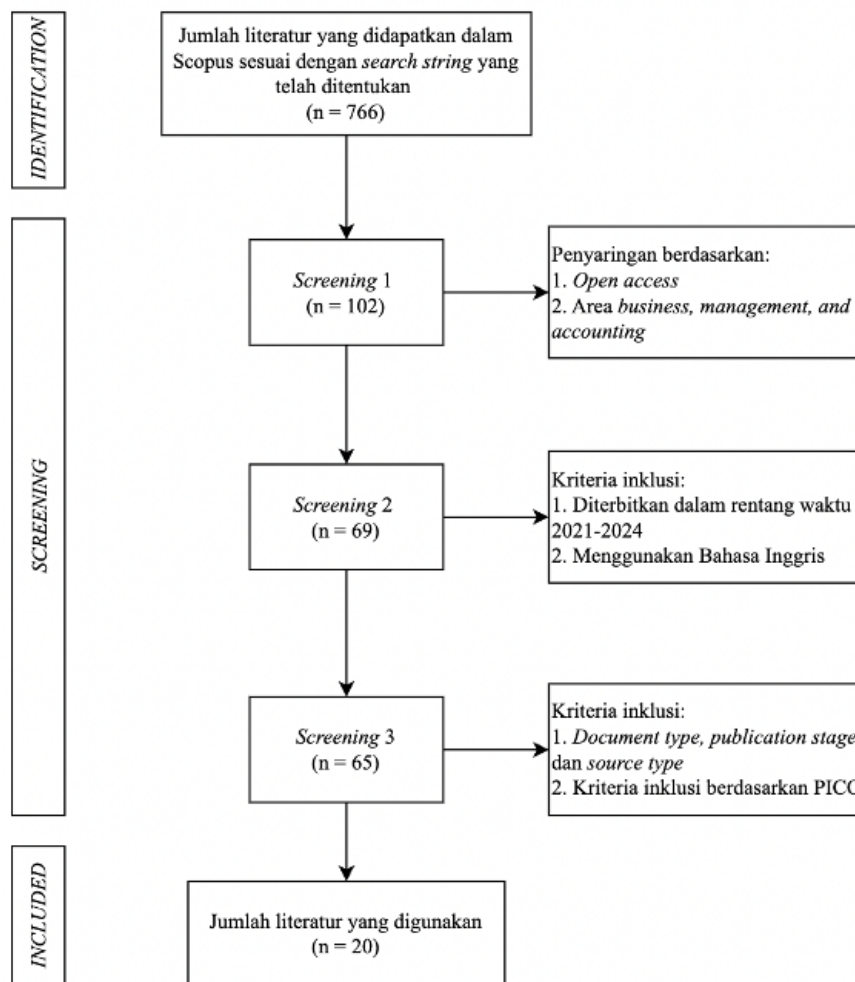 IDENTIFICATION
Jumlah literatur yang didapatkan dalam
Scopus sesuai dengan search string yang
telah ditentukan
(n = 766)
SCREENING
Screening 1
(n = 102)
Penyaringan berdasarkan:
1. Open access
2. Area business, management, and
accounting
Screening 2
(n = 69)
Kriteria inklusi:
1. Diterbitkan dalam rentang waktu
2021-2024
2. Menggunakan Bahasa Inggris
Screening 3
(n = 65)
Kriteria inklusi:
1. Document type, publication stage
dan source type
2. Kriteria inklusi berdasarkan
INCLUDED
Jumlah literatur yang digunakan
(n = 20)